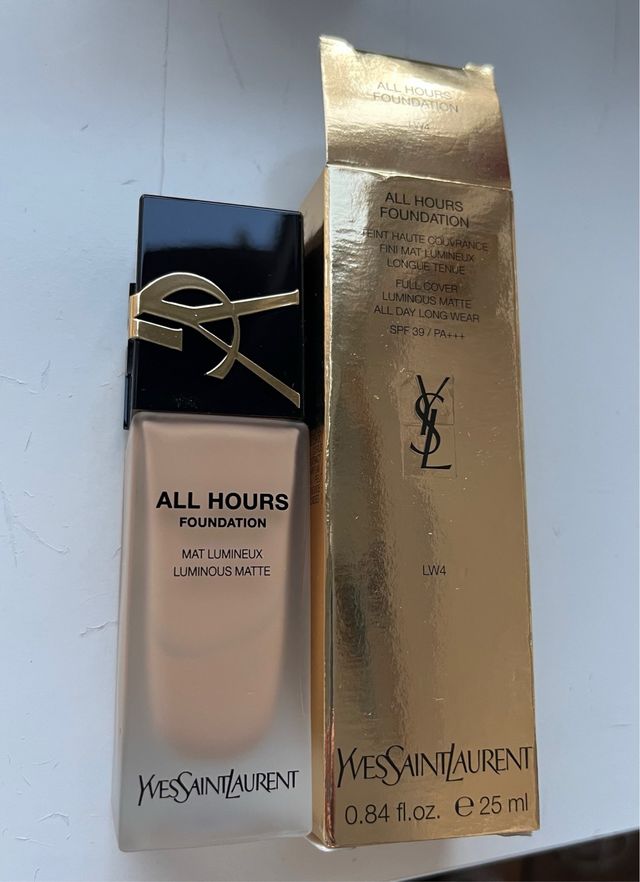 ALL HOURS
FOUNDATION
MAT LUMINEUX
LUMINOUS MATTE
YVESSAINTLAURENT
ALL HOURS
FOUNDATION
LW4
ALL HOURS
FOUNDATION
TEINT HAUTE COUVRANCE
FINI MAT LUMINEUX
LONGUE TENUE
FULL COVER
LUMINOUS MATTE
ALL DAY LONG WEAR
SPF 39 / PA+++
YSL
LW4
YVESSAINTLAURENT
0.84 fl.oz. e 25 ml